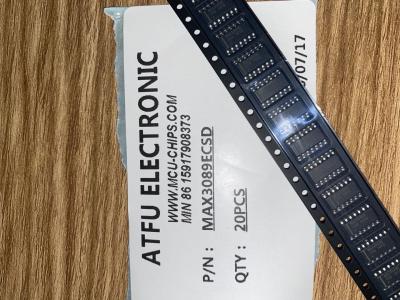 ATFU ELECTRONIC
WWW.MCU-CHIPS.COM
MIN 86 15917908373
P/N : MAX3089ECSD
QTY : 20PCS
/07/17